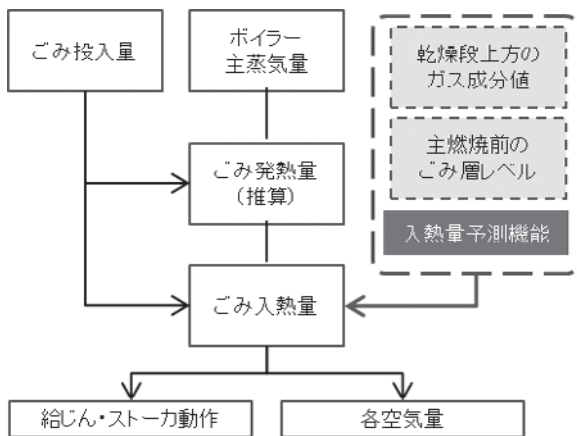 ごみ投入量
ボイラー
主蒸気量
乾燥段上方の
ガス成分値
主燃焼前の
ごみ層レベル
入熱量予測機能
ごみ発熱量
(推算)
ごみ入熱量
給じん・ストーカ動作
各空気量